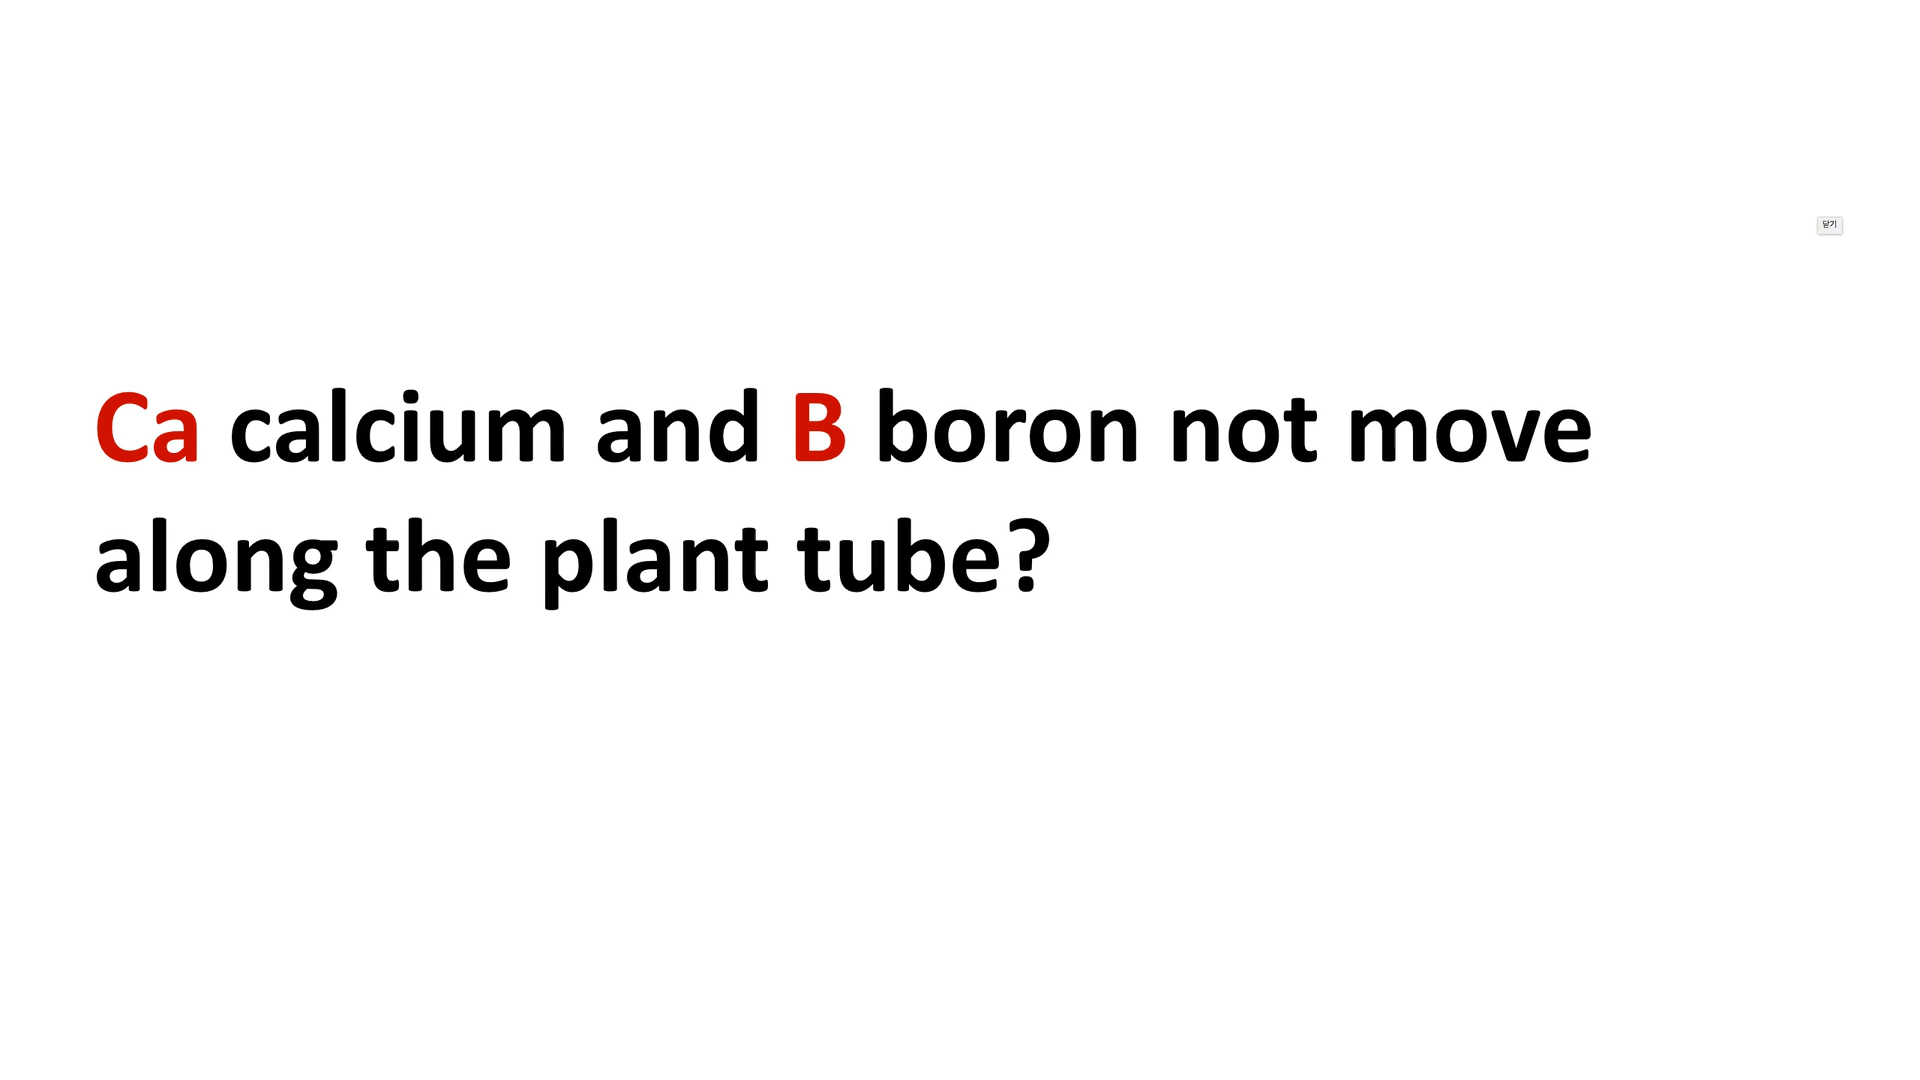 닫기
Ca calcium and B boron not move
along the plant tube?